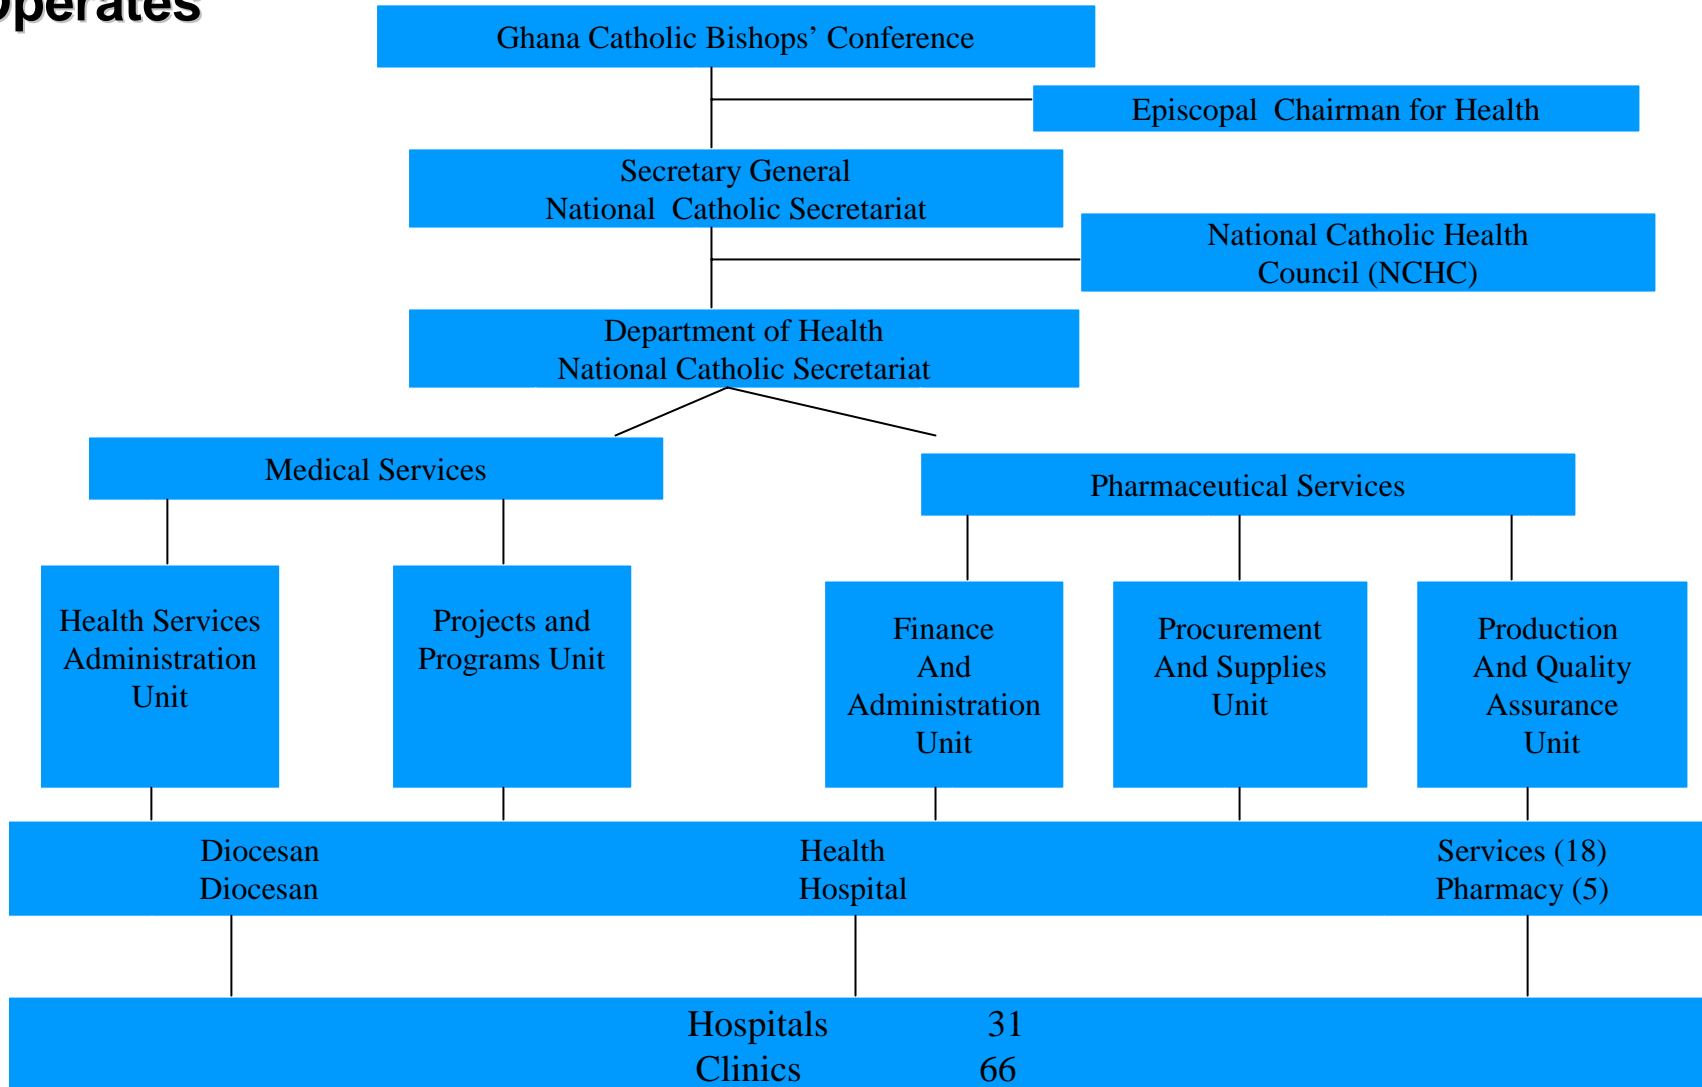 Operates
Ghana Catholic Bishops’ Conference
Episcopal Chairman for Health
Secretary General
National Catholic Secretariat
National Catholic Health
Council (NCHC)
Department of Health
National Catholic Secretariat
Medical Services
Pharmaceutical Services
Health Services
Administration
Unit
Projects and
Programs Unit
Finance
And
Administration
Unit
Procurement
And Supplies
Unit
Production
And Quality
Assurance
Unit
Diocesan Health Services (18)
Diocesan Hospital Pharmacy (5)
Hospitals 31
Clinics 66